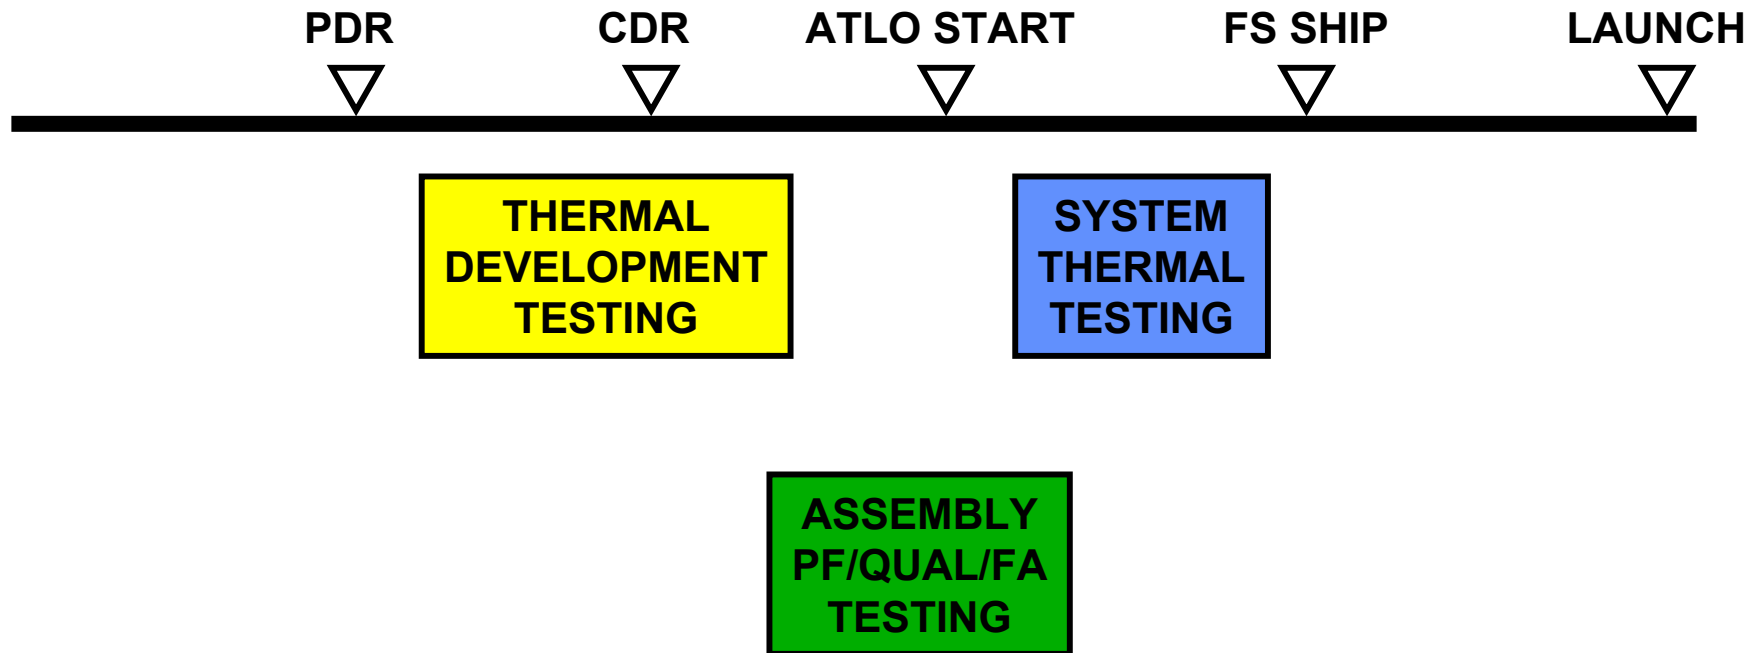 PDR
CDR
ATLO START
FS SHIP
LAUNCH
THERMAL
DEVELOPMENT
TESTING
SYSTEM
THERMAL
TESTING
ASSEMBLY
PF/QUAL/FA
TESTING